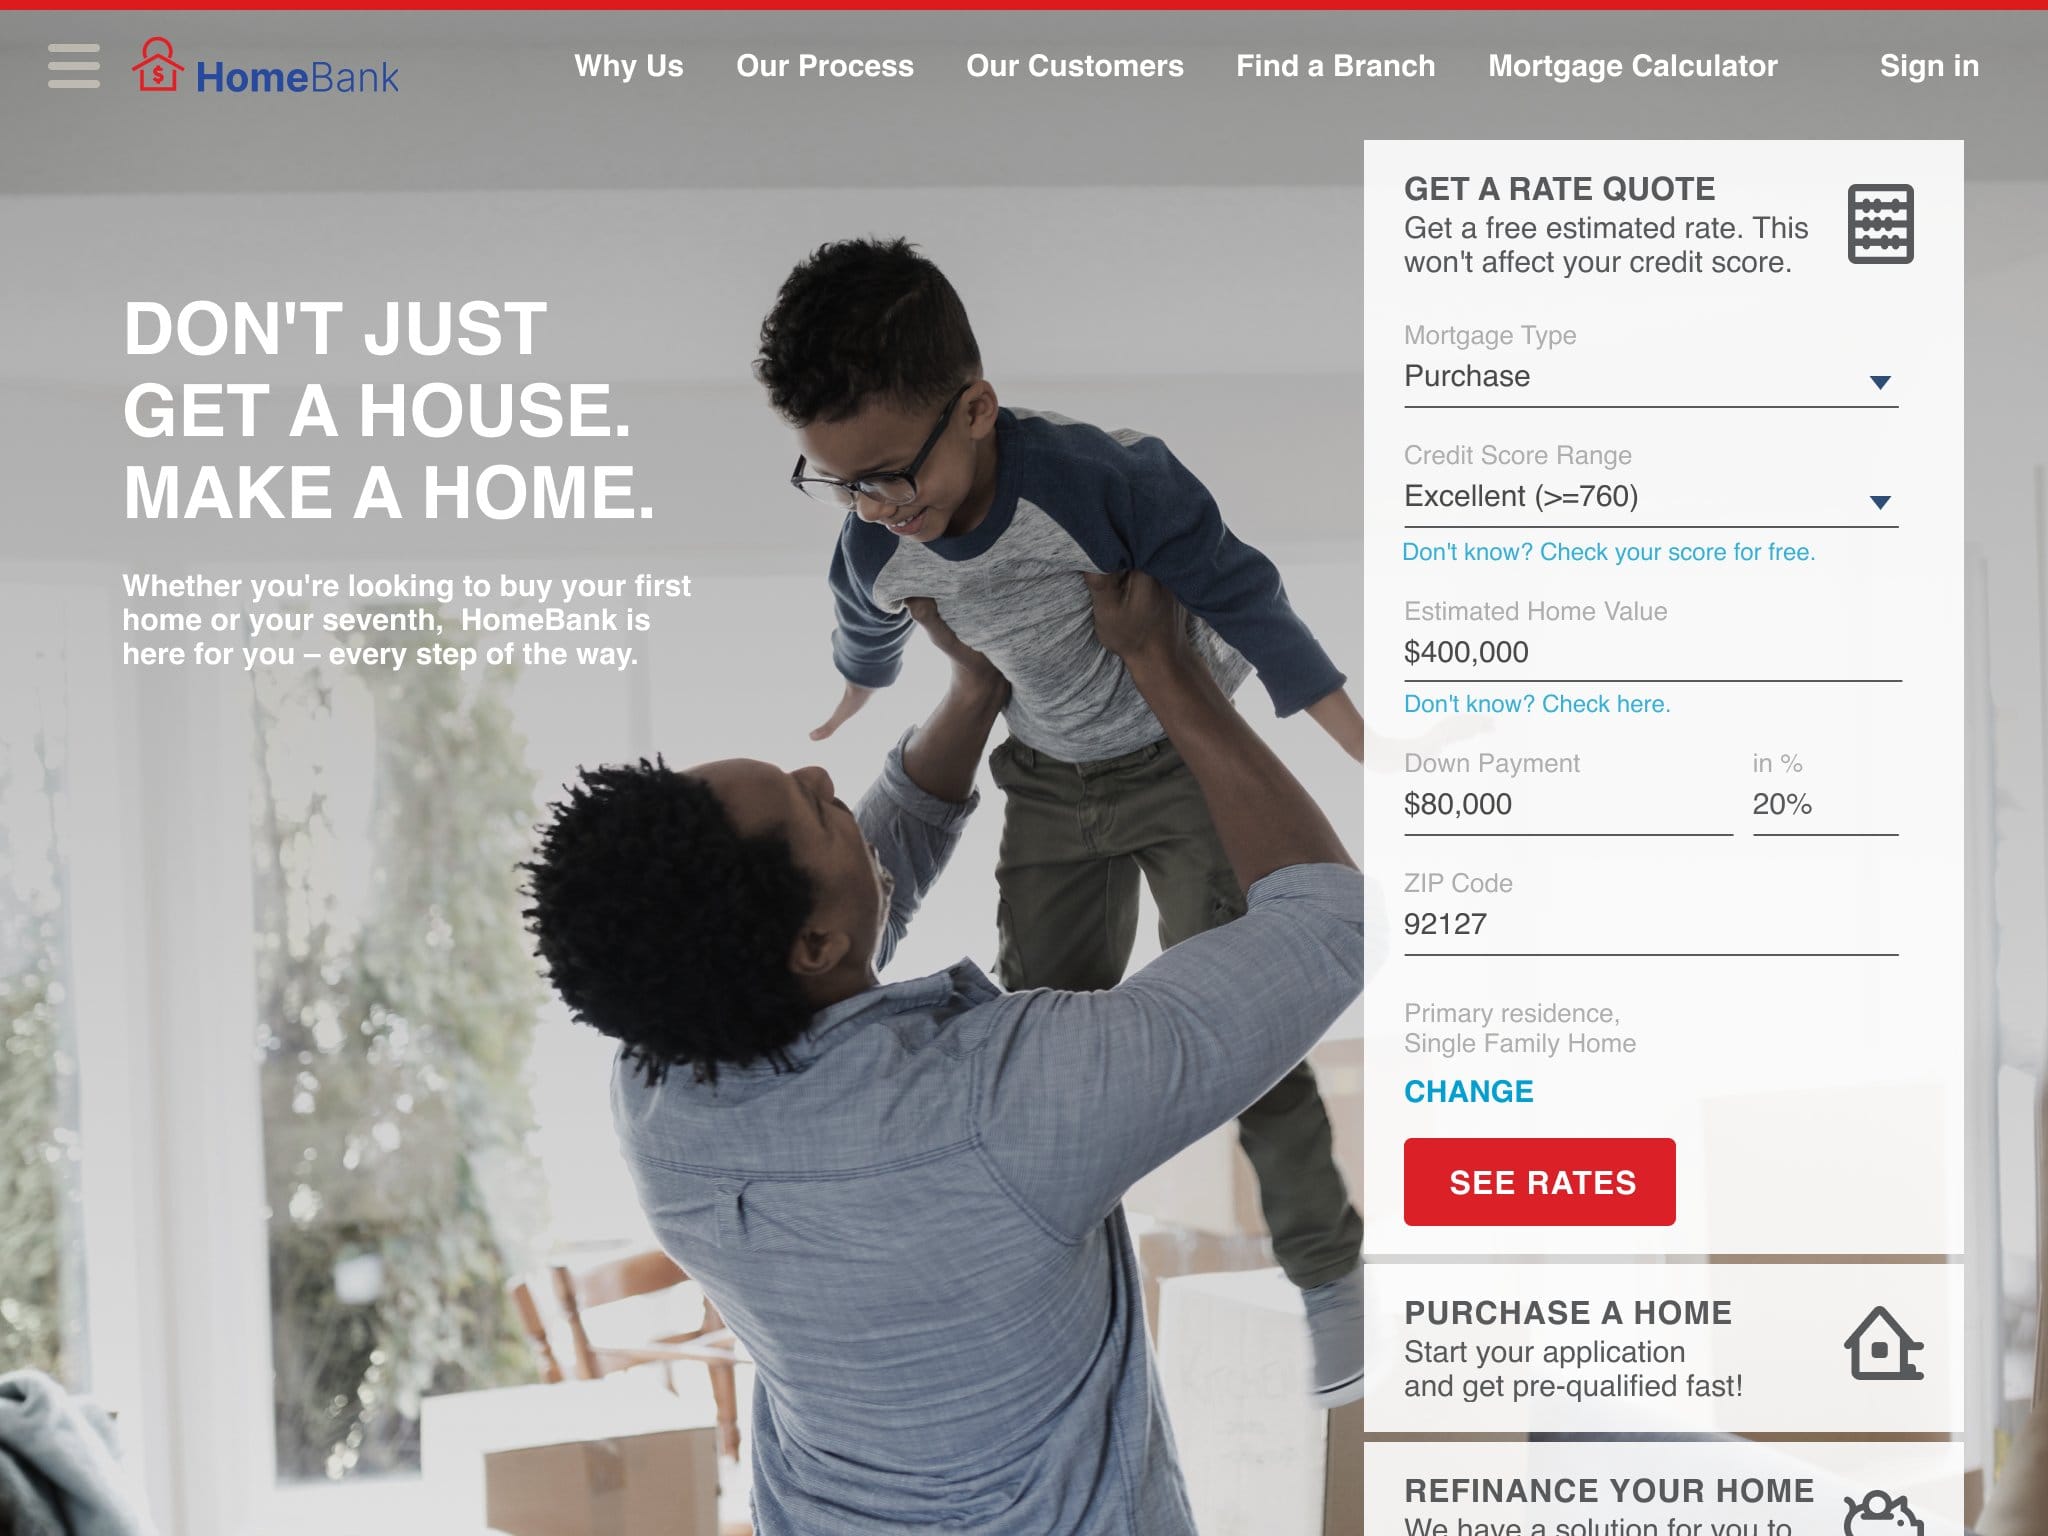 HomeBank
Why Us
Our Process
Our Customers
Find a Branch
Mortgage Calculator
Sign in
DON'T JUST
GET A HOUSE.
MAKE A HOME.
Whether you're looking to buy your first
home or your seventh,  HomeBank is
here for you – every step of the way.
GET A RATE QUOTE
Get a free estimated rate. This
won't affect your credit score.
Mortgage Type
Purchase
Credit Score Range
Excellent (>=760)
Don't know? Check your score for free.
Estimated Home Value
$400,000
Don't know? Check here.
Down Payment
in %
$80,000
20%
ZIP Code
92127
Primary residence,
Single Family Home
CHANGE
SEE RATES
PURCHASE A HOME
Start your application
and get pre-qualified fast!
REFINANCE YOUR HOME
We have a solution for you to